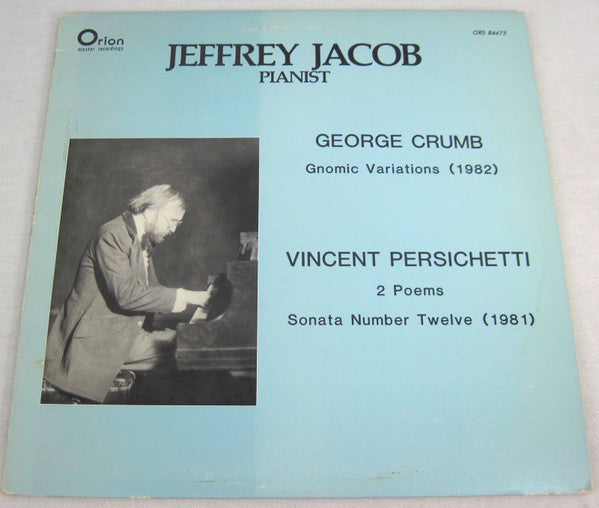 Orion
master recordings
ORS 84473
JEFFREY JACOB
PIANIST
GEORGE CRUMB
Gnomic Variations (1982)
VINCENT PERSICHETTI
2 Poems
Sonata Number Twelve (1981)